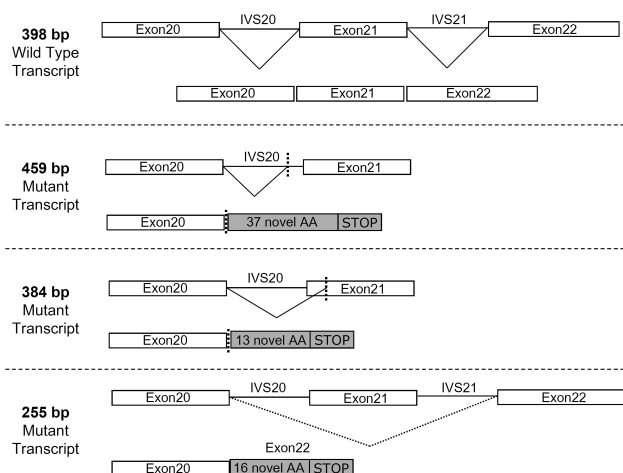 IVS20 IVS21
398 bp Exon20 Exon21 Exon22
Wild Type
Transcript
Exon20 Exon21 Exon22
IVS20
459 bp Exon20 Exon21
Mutant
Transcript
Exon20 37 novel AA STOP
IVS20
384 bp Exon20 Exon21
Mutant
Transcript
Exon20 13 novel AA STOP
IVS20 IVS21
Exon20 Exon21 Exon22
255 bp
Mutant
Transcript
Exon22
Exon20 16 novel AA STOP